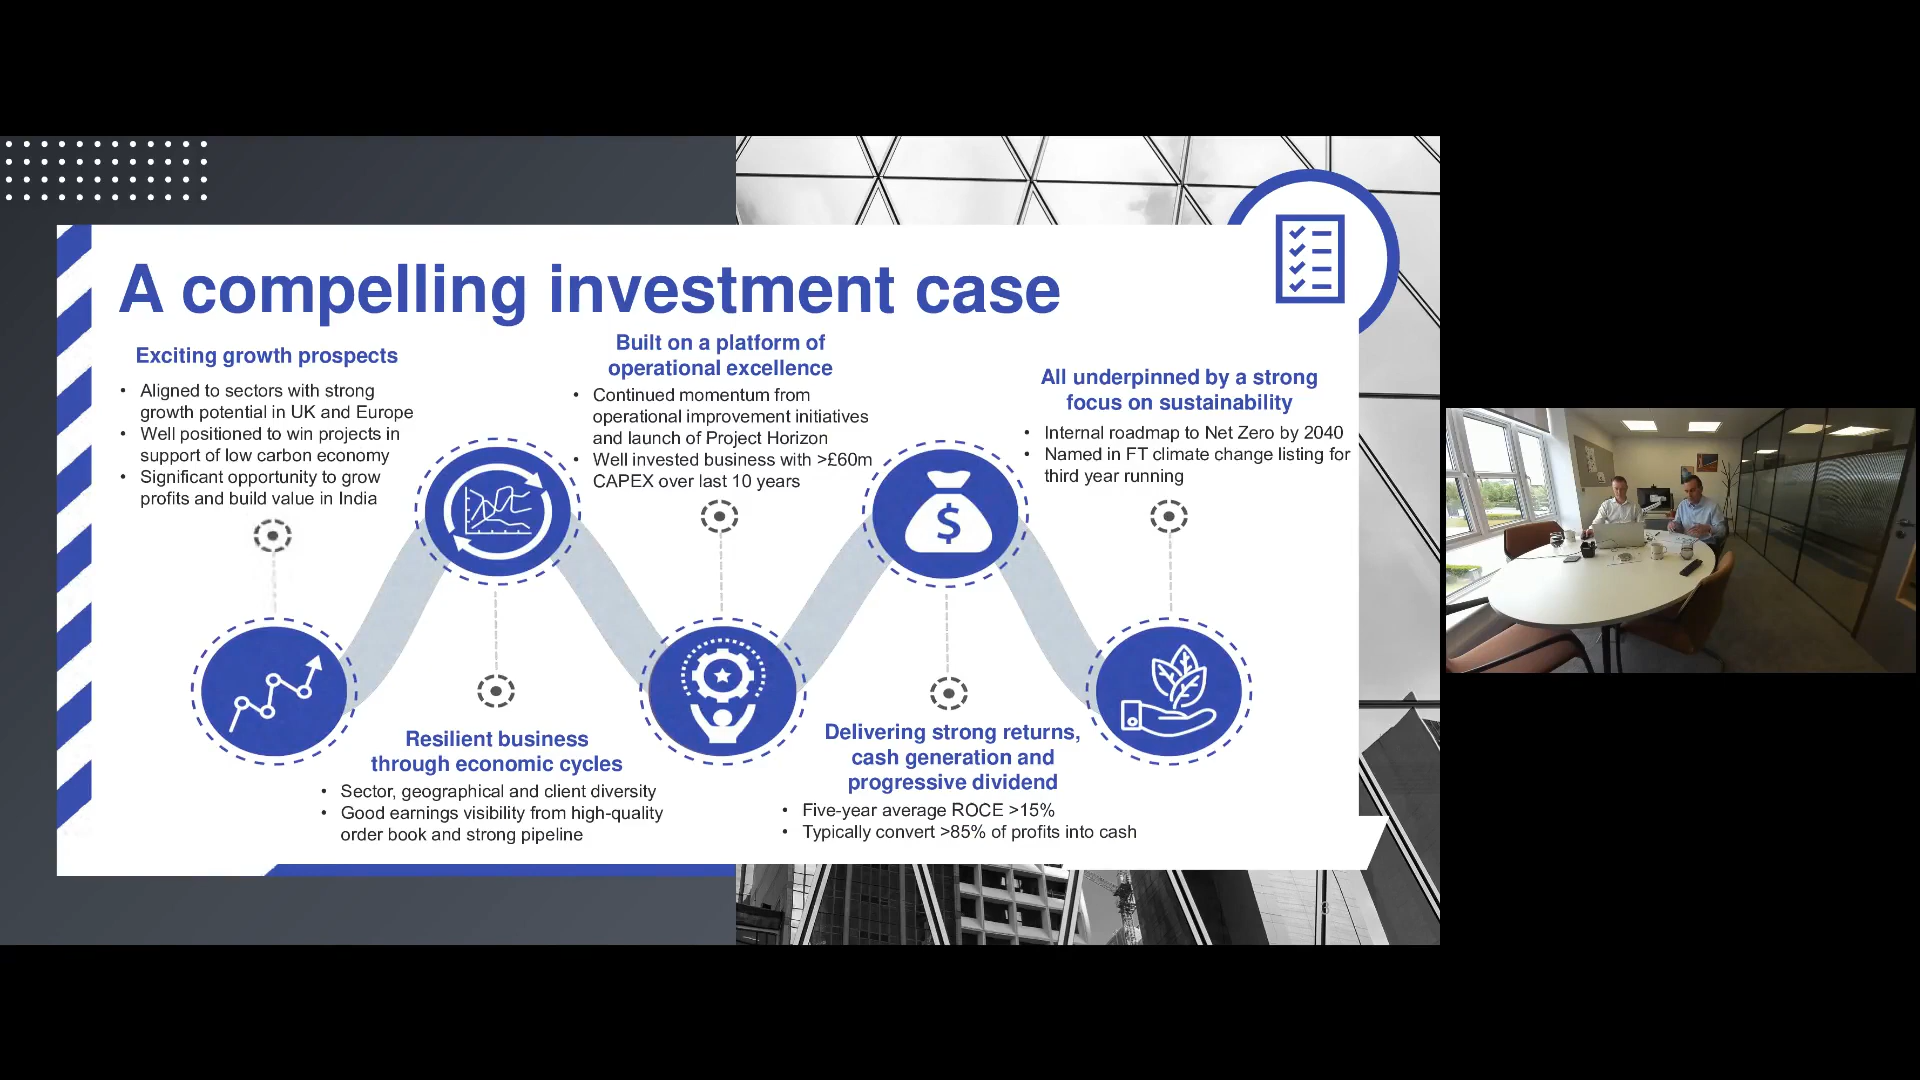 A compelling investment case
Exciting growth prospects
• Aligned to sectors with strong
growth potential in UK and Europe
• Well positioned to win projects in
support of low carbon economy
• Significant opportunity to grow
profits and build value in India
Resilient business
through economic cycles
• Sector, geographical and client diversity
• Good earnings visibility from high-quality
order book and strong pipeline
Built on a platform of
operational excellence
• Continued momentum from
operational improvement initiatives
and launch of Project Horizon
• Well invested business with >£60m
CAPEX over last 10 years
$
Delivering strong returns,
cash generation and
progressive dividend
• Five-year average ROCE >15%
• Typically convert >85% of profits into cash
All underpinned by a strong
focus on sustainability
• Internal roadmap to Net Zero by 2040
• Named in FT climate change listing for
third year running
3